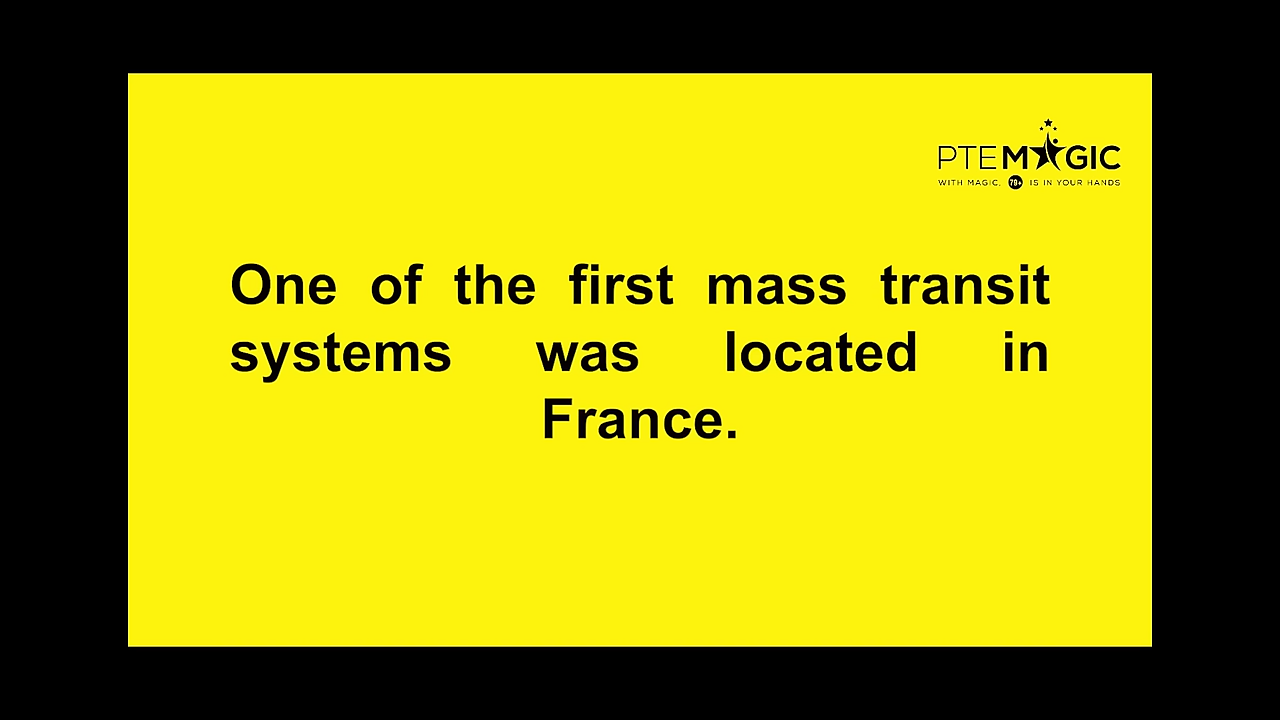 PTEMAGIC
WITH MAGIC, 79+ IS IN YOUR HANDS
One of the first mass transit
systems was located in
France.